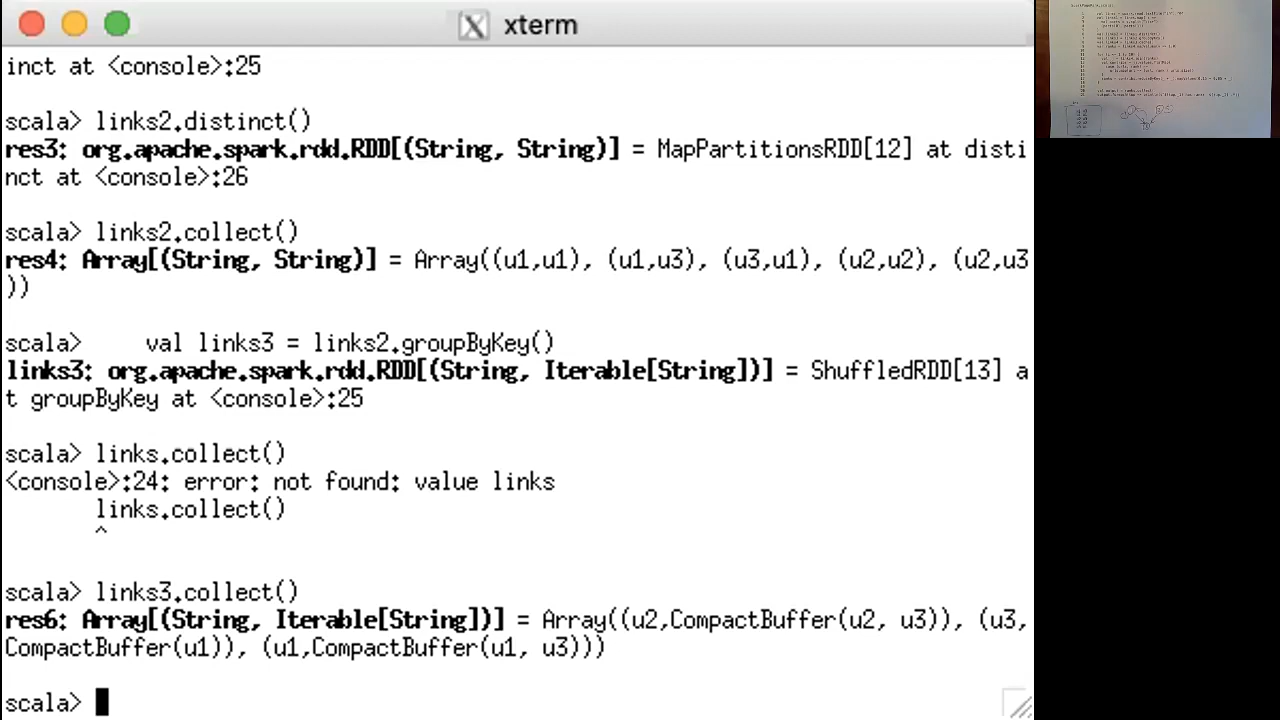 xterm
inct at <console>:25
scala> links2.distinct()
res3: org.apache.spark.rdd.RDD[(String, String)] = MapPartitionsRDD[12] at disti
nct at <console>:26
scala> links2.collect()
res4: Array[(String, String)] = Array((u1,u1), (u1,u3), (u3,u1), (u2,u2), (u2,u3
))
scala>     val links3 = links2.groupByKey()
links3: org.apache.spark.rdd.RDD[(String, Iterable[String])] = ShuffledRDD[13] a
t groupByKey at <console>:25
scala> links.collect()
<console>:24: error: not found: value links
       links.collect()
       ^
scala> links3.collect()
res6: Array[(String, Iterable[String])] = Array((u2,CompactBuffer(u2, u3)), (u3,
CompactBuffer(u1)), (u1,CompactBuffer(u1, u3)))
scala>